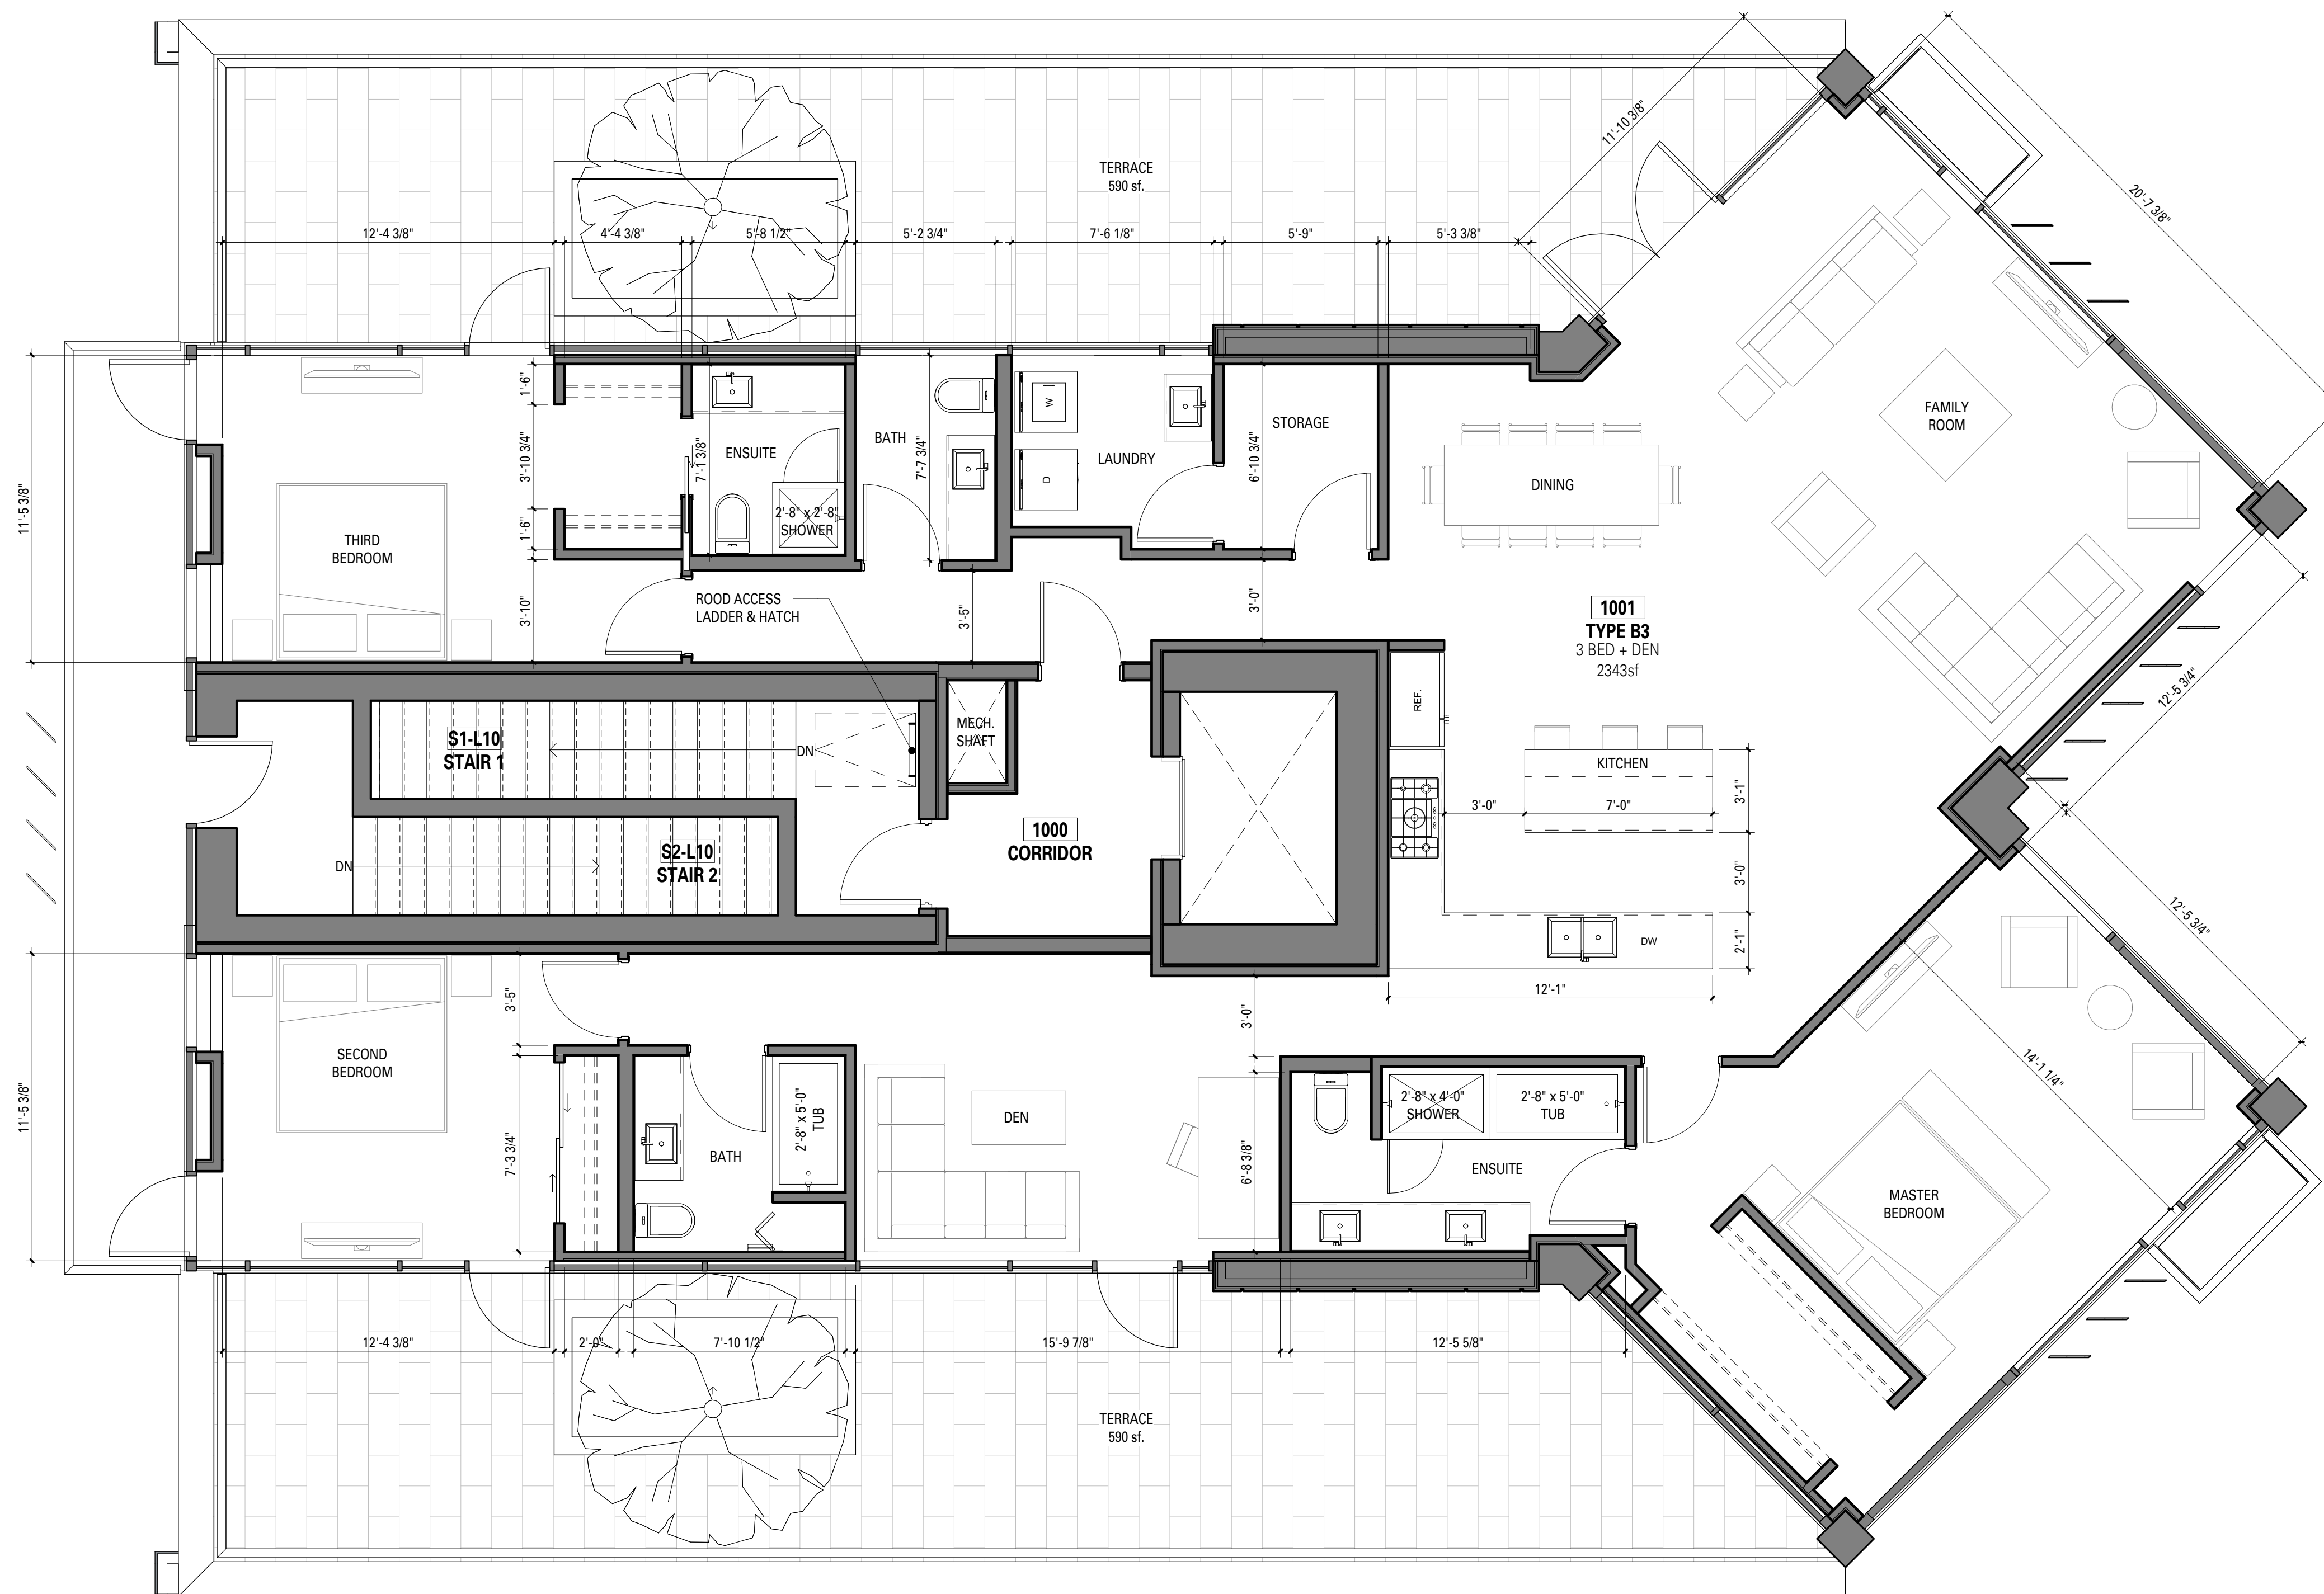 11'-10 3/8"
20'-7 3/8"
TERRACE
590 sf.
12'-4 3/8"
4'-4 3/8"
5'-8 1/2"
5'-2 3/4"
7'-6 1/8"
5'-9"
5'-3 3/8"
11'-5 3/8"
THIRD
BEDROOM
1'-6"
3'-10 3/4"
1'-6"
3'-10"
7'-1 3/8"
ENSUITE
2'-8" x 2'-8"
SHOWER
BATH
7'-7 3/4"
W
D
LAUNDRY
STORAGE
6'-10 3/4"
DINING
FAMILY
ROOM
ROOD ACCESS
LADDER & HATCH
3'-5"
3'-0"
1001
TYPE B3
3 BED + DEN
2343sf
12'-5 3/4"
S1-L10
STAIR 1
DN
MECH.
SHAFT
REF.
KITCHEN
3'-0"
7'-0"
3'-1"
1000
CORRIDOR
DN
S2-L10
STAIR 2
3'-0"
DW
2'-1"
12'-1"
12'-5 3/4"
11'-5 3/8"
SECOND
BEDROOM
3'-5"
7'-3 3/4"
BATH
2'-8" x 5'-0"
TUB
DEN
3'-0"
6'-8 3/8"
2'-8" x 4'-0"
SHOWER
2'-8" x 5'-0"
TUB
ENSUITE
14'-1 1/4"
MASTER
BEDROOM
12'-4 3/8"
2'-0"
7'-10 1/2"
15'-9 7/8"
12'-5 5/8"
TERRACE
590 sf.